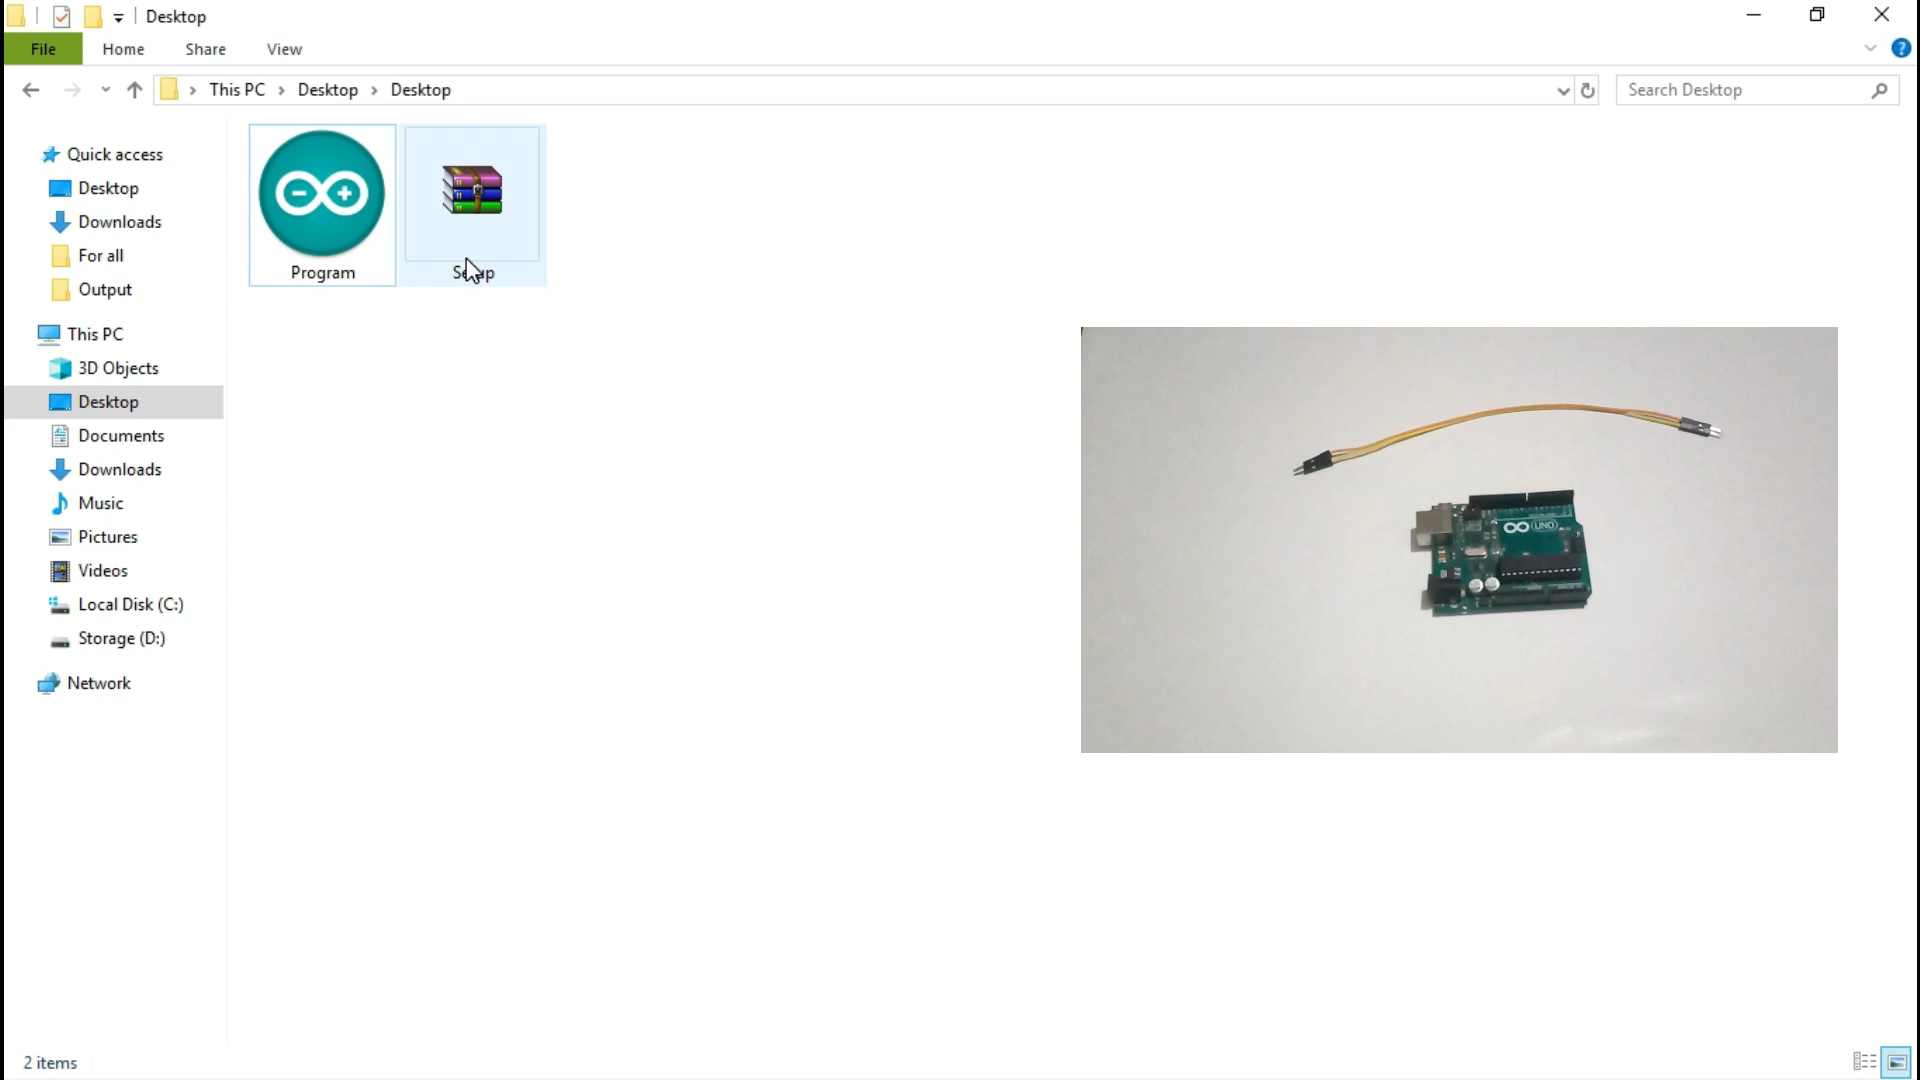 Desktop
File Home Share View
This PC Desktop Desktop
Search Desktop
Quick access
Desktop
Downloads
For all
Output
This PC
3D Objects
Desktop
Documents
Downloads
Music
Pictures
Videos
Local Disk (C:)
Storage (D:)
Network
Program
UNO
2 items